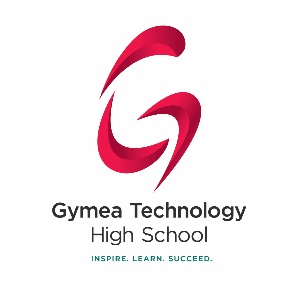 Gymea Technology
High School
INSPIRE. LEARN. SUCCEED.